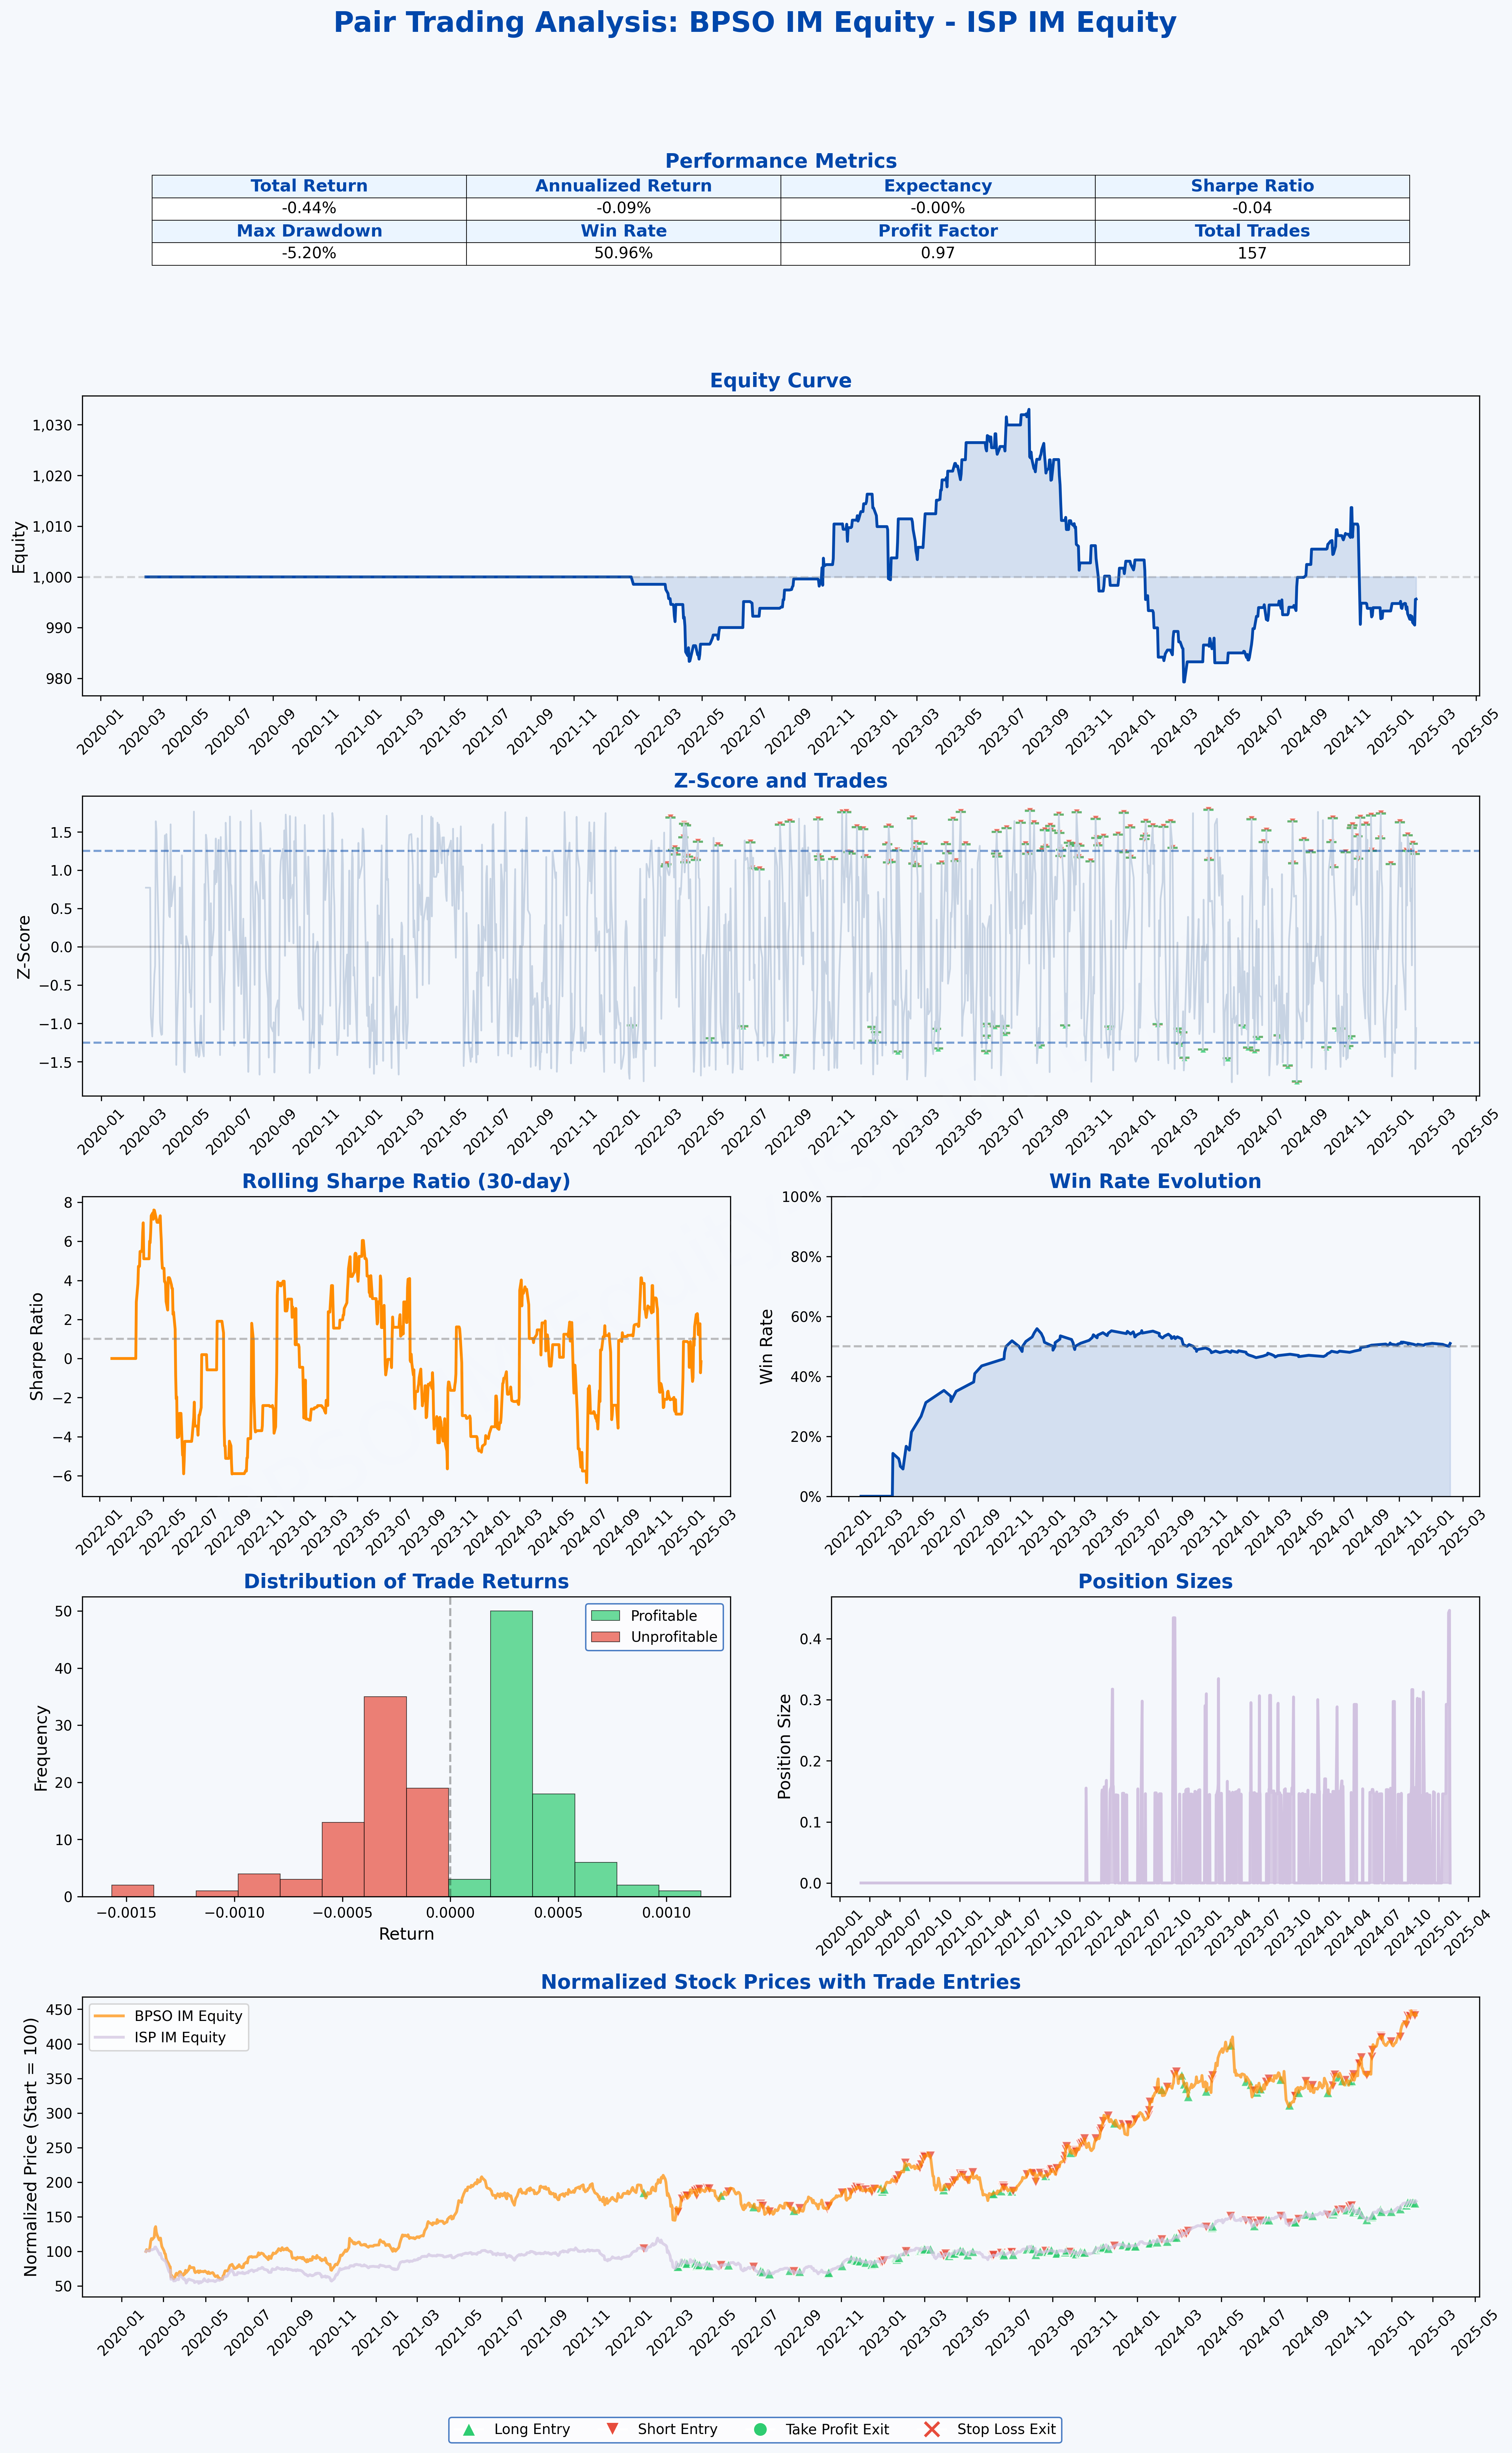 Pair Trading Analysis: BPSO IM Equity - ISP IM Equity
Performance Metrics
Total Return Annualized Return Expectancy Sharpe Ratio
-0.44% -0.09% -0.00% -0.04
Max Drawdown Win Rate Profit Factor Total Trades
-5.20% 50.96% 0.97 157
Equity Curve
Equity
1,030
1,020
1,010
1,000
990
980
2020-01 2020-03 2020-05 2020-07 2020-09 2020-11 2021-01 2021-03 2021-05 2021-07 2021-09 2021-11 2022-01 2022-03 2022-05 2022-07 2022-09 2022-11 2023-01 2023-03 2023-05 2023-07 2023-09 2023-11 2024-01 2024-03 2024-05 2024-07 2024-09 2024-11 2025-01 2025-03 2025-05
Z-Score and Trades
Z-Score
1.5
1.0
0.5
0.0
−0.5
−1.0
−1.5
2020-01 2020-03 2020-05 2020-07 2020-09 2020-11 2021-01 2021-03 2021-05 2021-07 2021-09 2021-11 2022-01 2022-03 2022-05 2022-07 2022-09 2022-11 2023-01 2023-03 2023-05 2023-07 2023-09 2023-11 2024-01 2024-03 2024-05 2024-07 2024-09 2024-11 2025-01 2025-03 2025-05
Rolling Sharpe Ratio (30-day)
Sharpe Ratio
8
6
4
2
0
−2
−4
−6
2022-01 2022-03 2022-05 2022-07 2022-09 2022-11 2023-01 2023-03 2023-05 2023-07 2023-09 2023-11 2024-01 2024-03 2024-05 2024-07 2024-09 2024-11 2025-01 2025-03
Win Rate Evolution
Win Rate
100%
80%
60%
40%
20%
0%
2022-01 2022-03 2022-05 2022-07 2022-09 2022-11 2023-01 2023-03 2023-05 2023-07 2023-09 2023-11 2024-01 2024-03 2024-05 2024-07 2024-09 2024-11 2025-01 2025-03
Distribution of Trade Returns
Frequency
50
40
30
20
10
0
Profitable
Unprofitable
−0.0015 −0.0010 −0.0005 0.0000 0.0005 0.0010
Return
Position Sizes
Position Size
0.4
0.3
0.2
0.1
0.0
2020-01 2020-04 2020-07 2020-10 2021-01 2021-04 2021-07 2021-10 2022-01 2022-04 2022-07 2022-10 2023-01 2023-04 2023-07 2023-10 2024-01 2024-04 2024-07 2024-10 2025-01 2025-04
Normalized Stock Prices with Trade Entries
Normalized Price (Start = 100)
BPSO IM Equity
ISP IM Equity
450
400
350
300
250
200
150
100
50
2020-01 2020-03 2020-05 2020-07 2020-09 2020-11 2021-01 2021-03 2021-05 2021-07 2021-09 2021-11 2022-01 2022-03 2022-05 2022-07 2022-09 2022-11 2023-01 2023-03 2023-05 2023-07 2023-09 2023-11 2024-01 2024-03 2024-05 2024-07 2024-09 2024-11 2025-01 2025-03 2025-05
Long Entry Short Entry Take Profit Exit Stop Loss Exit